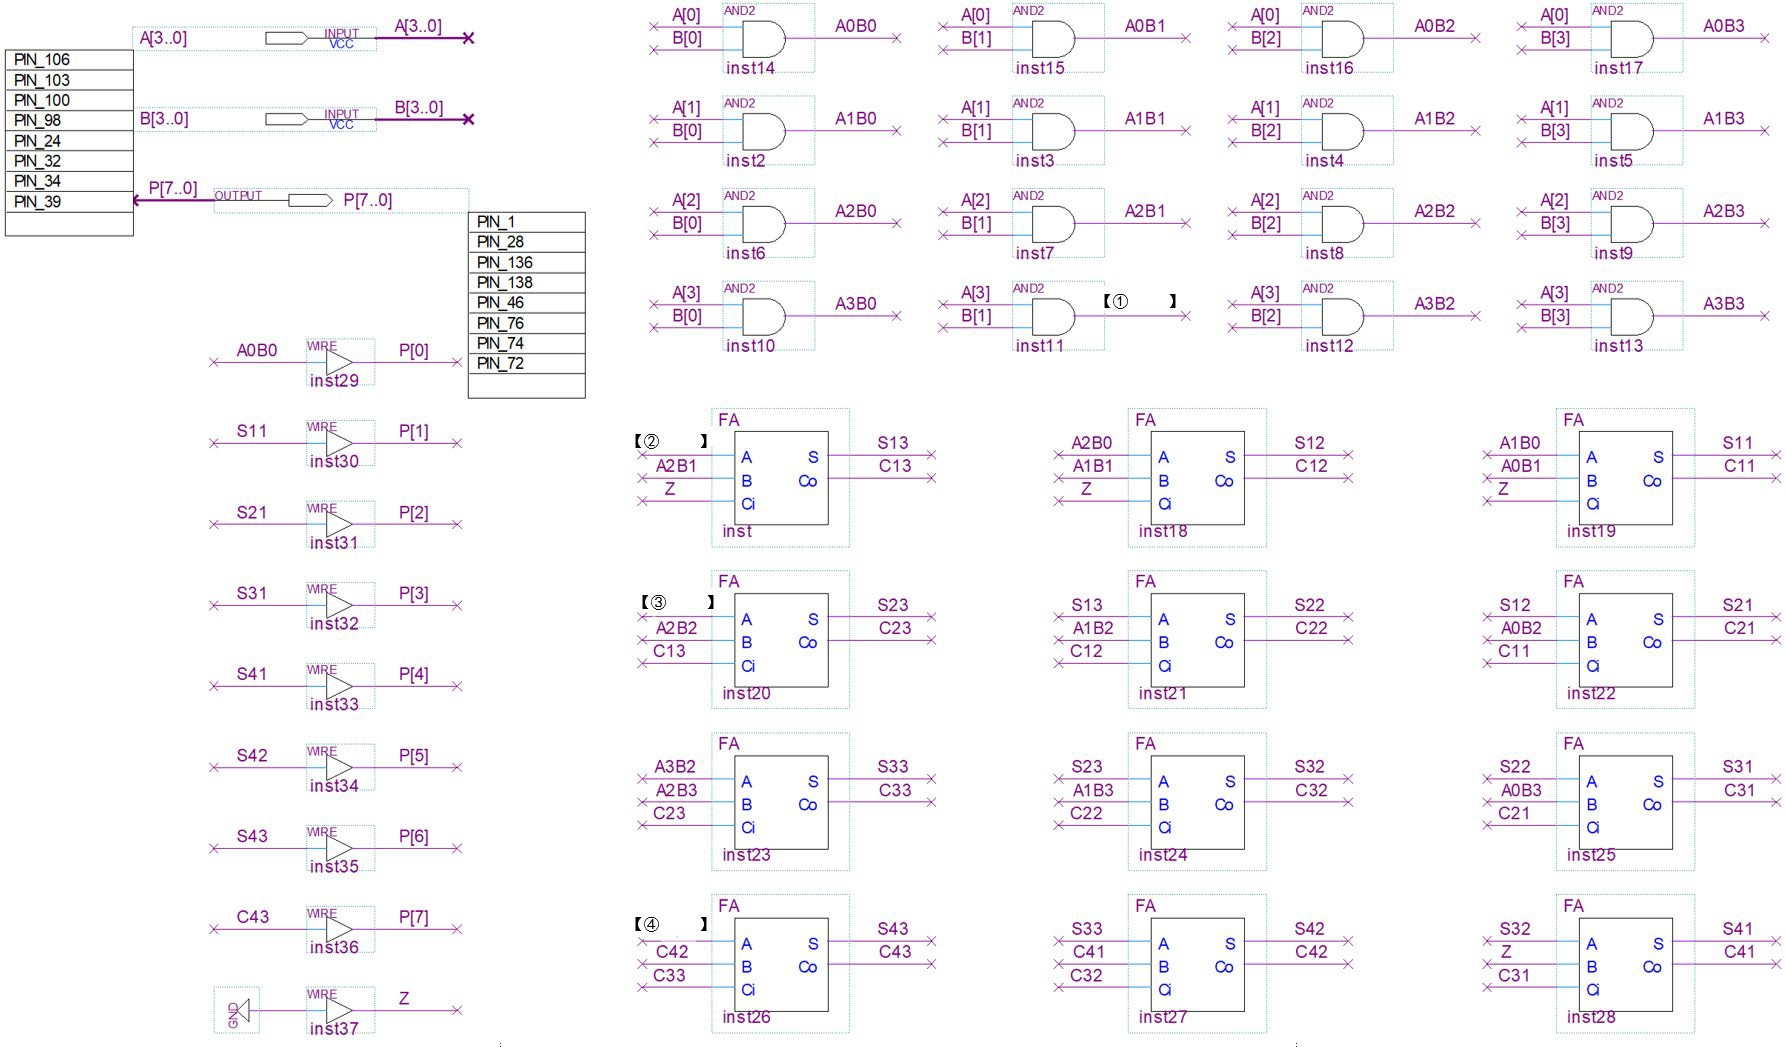 A[3..0]
INPUT
VCC
A[3..0]
PIN_106
PIN_103
PIN_100
PIN_98
PIN_24
PIN_32
PIN_34
PIN_39
B[3..0]
INPUT
VCC
B[3..0]
P[7..0]
OUTPUT
P[7..0]
PIN_1
PIN_28
PIN_136
PIN_138
PIN_46
PIN_76
PIN_74
PIN_72
A0B0
WIRE
P[0]
inst29
S11
WIRE
P[1]
inst30
S21
WIRE
P[2]
inst31
S31
WIRE
P[3]
inst32
S41
WIRE
P[4]
inst33
S42
WIRE
P[5]
inst34
S43
WIRE
P[6]
inst35
C43
WIRE
P[7]
inst36
GND
WIRE
Z
inst37
AND2
A[0]
B[0]
A0B0
inst14
AND2
A[0]
B[1]
A0B1
inst15
AND2
A[0]
B[2]
A0B2
inst16
AND2
A[0]
B[3]
A0B3
inst17
AND2
A[1]
B[0]
A1B0
inst2
AND2
A[1]
B[1]
A1B1
inst3
AND2
A[1]
B[2]
A1B2
inst4
AND2
A[1]
B[3]
A1B3
inst5
AND2
A[2]
B[0]
A2B0
inst6
AND2
A[2]
B[1]
A2B1
inst7
AND2
A[2]
B[2]
A2B2
inst8
AND2
A[2]
B[3]
A2B3
inst9
AND2
A[3]
B[0]
A3B0
inst10
AND2
A[3]
B[1]
【① 】
inst11
AND2
A[3]
B[2]
A3B2
inst12
AND2
A[3]
B[3]
A3B3
inst13
FA
【② 】 A S S13
A2B1 B Co C13
Z Ci
inst
FA
A2B0 A S S12
A1B1 B Co C12
Z Ci
inst18
FA
A1B0 A S S11
A0B1 B Co C11
Z Ci
inst19
FA
【③ 】 A S S23
A2B2 B Co C23
C13 Ci
inst20
FA
S13 A S S22
A1B2 B Co C22
C12 Ci
inst21
FA
S12 A S S21
A0B2 B Co C21
C11 Ci
inst22
FA
A3B2 A S S33
A2B3 B Co C33
C23 Ci
inst23
FA
S23 A S S32
A1B3 B Co C32
C22 Ci
inst24
FA
S22 A S S31
A0B3 B Co C31
C21 Ci
inst25
FA
【④ 】 A S S43
C42 B Co C43
C33 Ci
inst26
FA
S33 A S S42
C41 B Co C42
C32 Ci
inst27
FA
S32 A S S41
Z B Co C41
C31 Ci
inst28